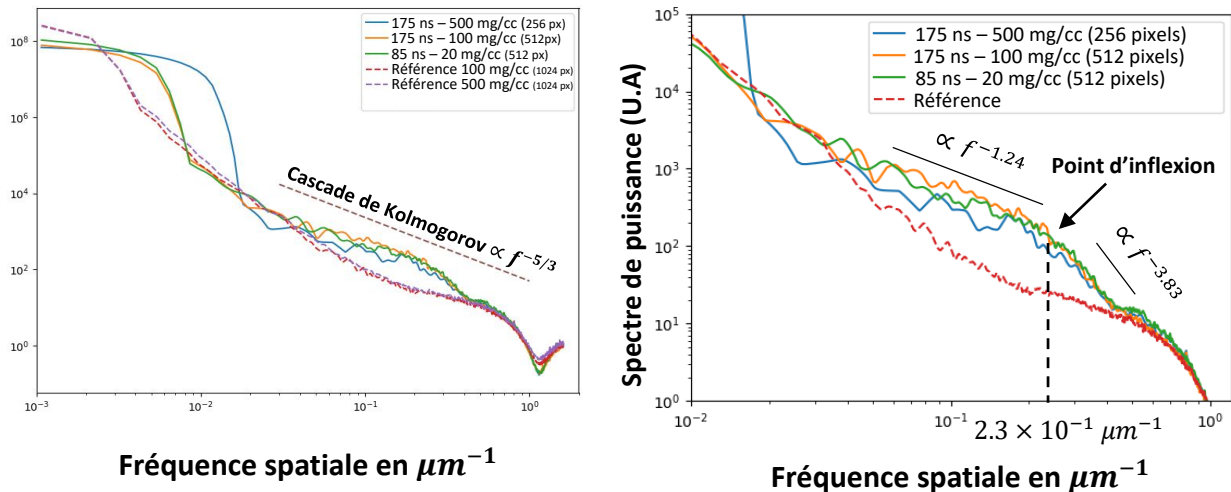 175 ns – 500 mg/cc (256 px)
175 ns – 100 mg/cc (512px)
85 ns – 20 mg/cc (512 px)
Référence 100 mg/cc (1024 px)
Référence 500 mg/cc (1024 px)
10⁸
10⁶
10⁴
10²
10⁰
Cascade de Kolmogorov ∝ f⁻⁵/³
10⁻³
10⁻²
10⁻¹
10⁰
Fréquence spatiale en μm⁻¹
Spectre de puissance (U.A)
10⁵
10⁴
10³
10²
10¹
10⁰
175 ns – 500 mg/cc (256 pixels)
175 ns – 100 mg/cc (512 pixels)
85 ns – 20 mg/cc (512 pixels)
Référence
∝ f⁻¹·²⁴
Point d'inflexion
∝ f⁻³·⁸³
10⁻²
10⁻¹
10⁰
2.3 × 10⁻¹ μm⁻¹
Fréquence spatiale en μm⁻¹